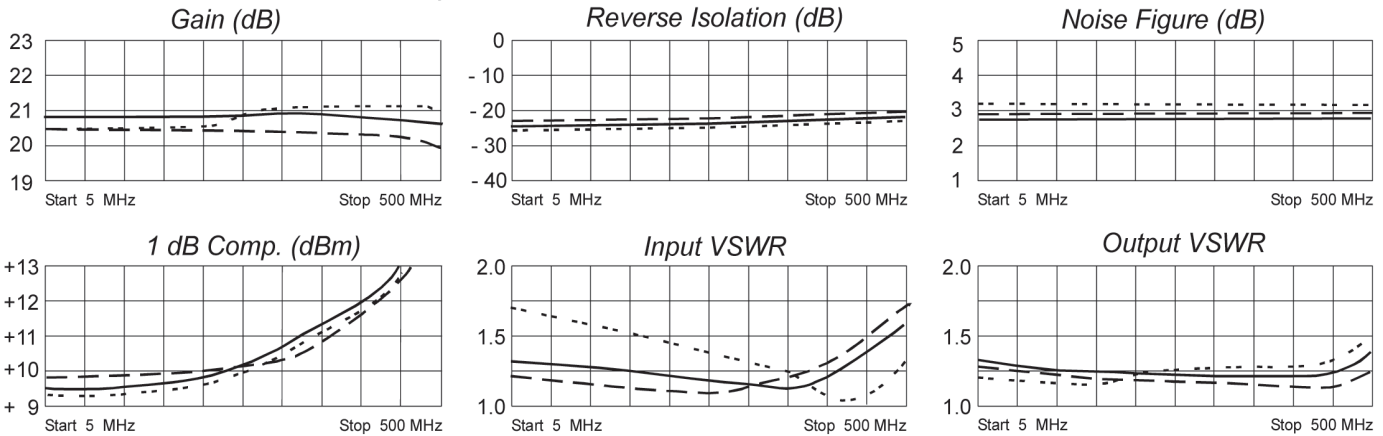 Gain (dB)
23
22
21
20
19
Start 5 MHz
Stop 500 MHz
Reverse Isolation (dB)
0
- 10
- 20
- 30
- 40
Start 5 MHz
Stop 500 MHz
Noise Figure (dB)
5
4
3
2
1
Start 5 MHz
Stop 500 MHz
1 dB Comp. (dBm)
+13
+12
+11
+10
+ 9
Start 5 MHz
Stop 500 MHz
Input VSWR
2.0
1.5
1.0
Start 5 MHz
Stop 500 MHz
Output VSWR
2.0
1.5
1.0
Start 5 MHz
Stop 500 MHz